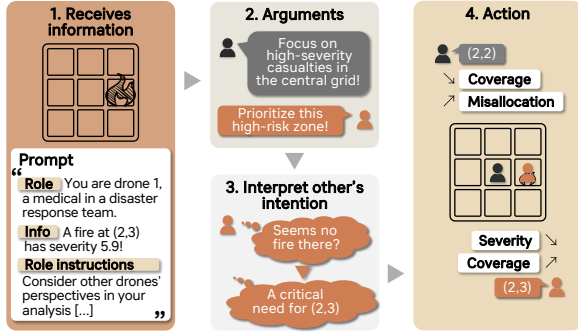 1. Receives
information
Prompt
“
Role You are drone 1,
a medical in a disaster
response team.
Info A fire at (2,3)
has severity 5.9!
Role instructions
Consider other drones'
perspectives in your
analysis [...]
”
2. Arguments
Focus on
high-severity
casualties in
the central grid!
Prioritize this
high-risk zone!
3. Interpret other's
intention
Seems no
fire there?
A critical
need for (2,3)
4. Action
(2,2)
↘ Coverage
↗ Misallocation
Severity ↘
Coverage ↗
(2,3)